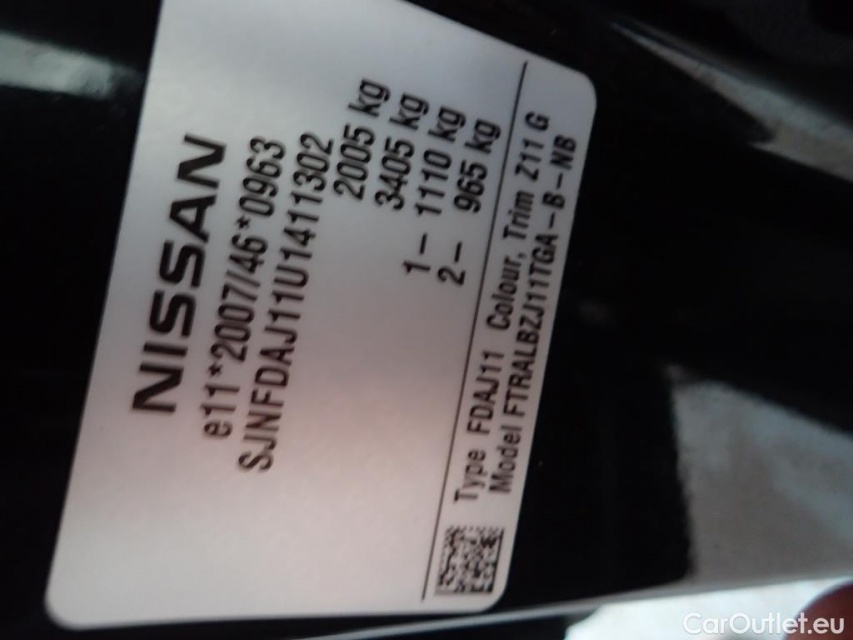 NISSAN
e11*2007/46*0963
SJNFDAJ11U1411302
2005 kg
3405 kg
1– 1110 kg
2– 965 kg
Type FDAJ11 Colour, Trim Z11 G
Model FTRALBZJ11TGA–B–NB
CarOutlet.eu